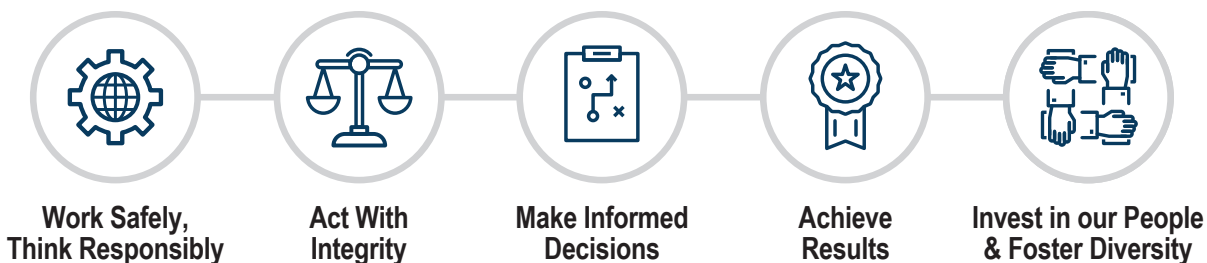 Work Safely,
Think Responsibly
Act With
Integrity
Make Informed
Decisions
Achieve
Results
Invest in our People
& Foster Diversity